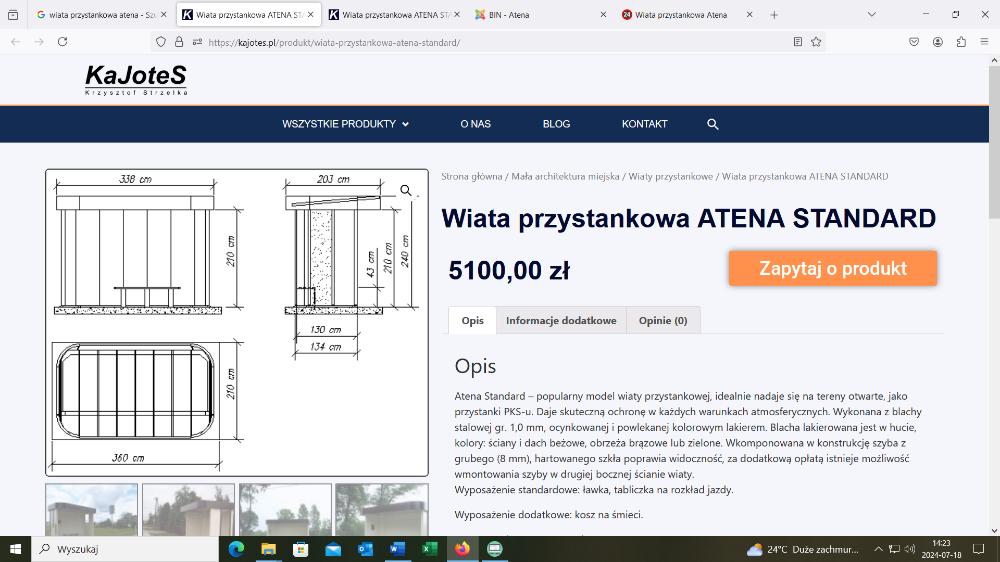 wiata przystankowa atena - Szu
Wiata przystankowa ATENA STA
Wiata przystankowa ATENA STA
BIN - Atena
24
Wiata przystankowa Atena
https://kajotes.pl/produkt/wiata-przystankowa-atena-standard/
KaJoteS
Krzysztof Strzelka
WSZYSTKIE PRODUKTY
O NAS
BLOG
KONTAKT
338 cm
203 cm
210 cm
43 cm
210 cm
240 cm
130 cm
134 cm
210 cm
360 cm
Strona główna / Mała architektura miejska / Wiaty przystankowe / Wiata przystankowa ATENA STANDARD
Wiata przystankowa ATENA STANDARD
5100,00 zł
Zapytaj o produkt
Opis
Informacje dodatkowe
Opinie (0)
Opis
Atena Standard – popularny model wiaty przystankowej, idealnie nadaje się na tereny otwarte, jako
przystanki PKS-u. Daje skuteczną ochronę w każdych warunkach atmosferycznych. Wykonana z blachy
stalowej gr. 1,0 mm, ocynkowanej i powlekanej kolorowym lakierem. Blacha lakierowana jest w hucie,
kolory: ściany i dach beżowe, obrzeża brązowe lub zielone. Wkomponowana w konstrukcję szyba z
grubego (8 mm), hartowanego szkła poprawia widoczność, za dodatkową opłatą istnieje możliwość
wmontowania szyby w drugiej bocznej ścianie wiaty.
Wyposażenie standardowe: ławka, tabliczka na rozkład jazdy.
Wyposażenie dodatkowe: kosz na śmieci.
Wyszukaj
24°C Duże zachmur...
14:23
2024-07-18